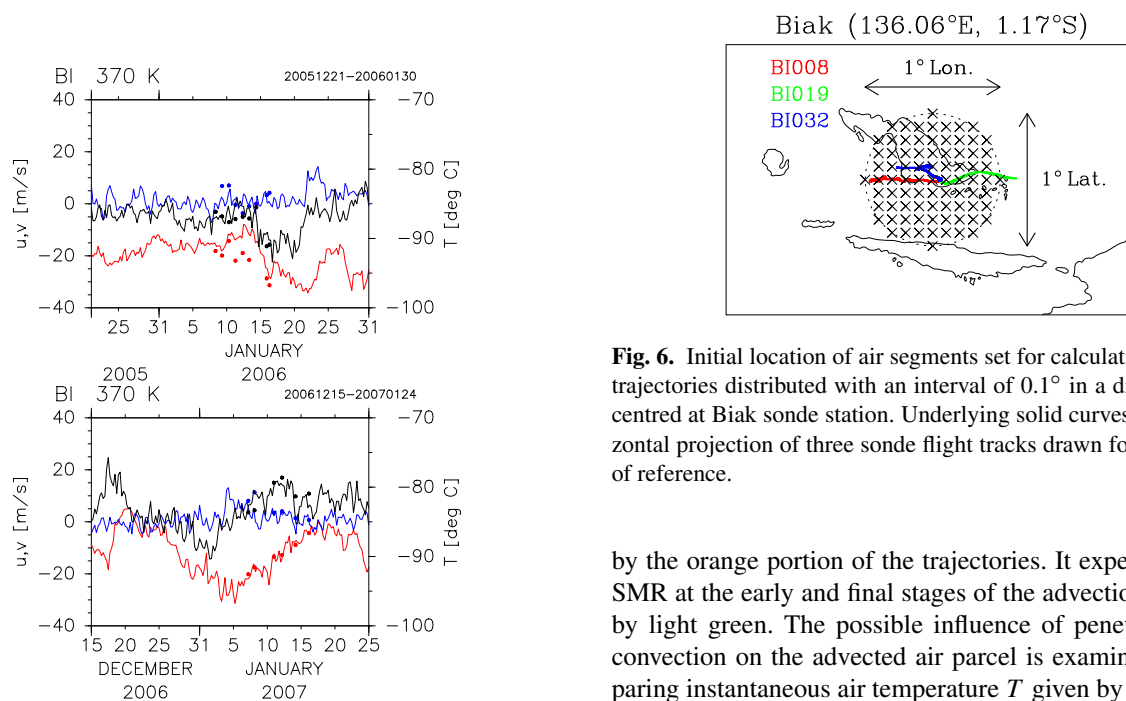 BI 370 K 20051221−20060130
40 −70
20 −80
0
−20 −90
−40 −100
u,v [m/s]
T [deg C]
25 31 5 10 15 20 25 31
JANUARY
2005 2006
BI 370 K 20061215−20070124
40 −70
20 −80
0
−20 −90
−40 −100
u,v [m/s]
T [deg C]
15 20 25 31 5 10 15 20 25
DECEMBER JANUARY
2006 2007
Biak (136.06°E, 1.17°S)
BI008
BI019
BI032
1° Lon.
1° Lat.
Fig. 6. Initial location of air segments set for calculat
trajectories distributed with an interval of 0.1° in a d
centred at Biak sonde station. Underlying solid curves
zontal projection of three sonde flight tracks drawn fo
of reference.
by the orange portion of the trajectories. It expe
SMR at the early and final stages of the advection
by light green. The possible influence of pene
convection on the advected air parcel is examin
paring instantaneous air temperature T given by